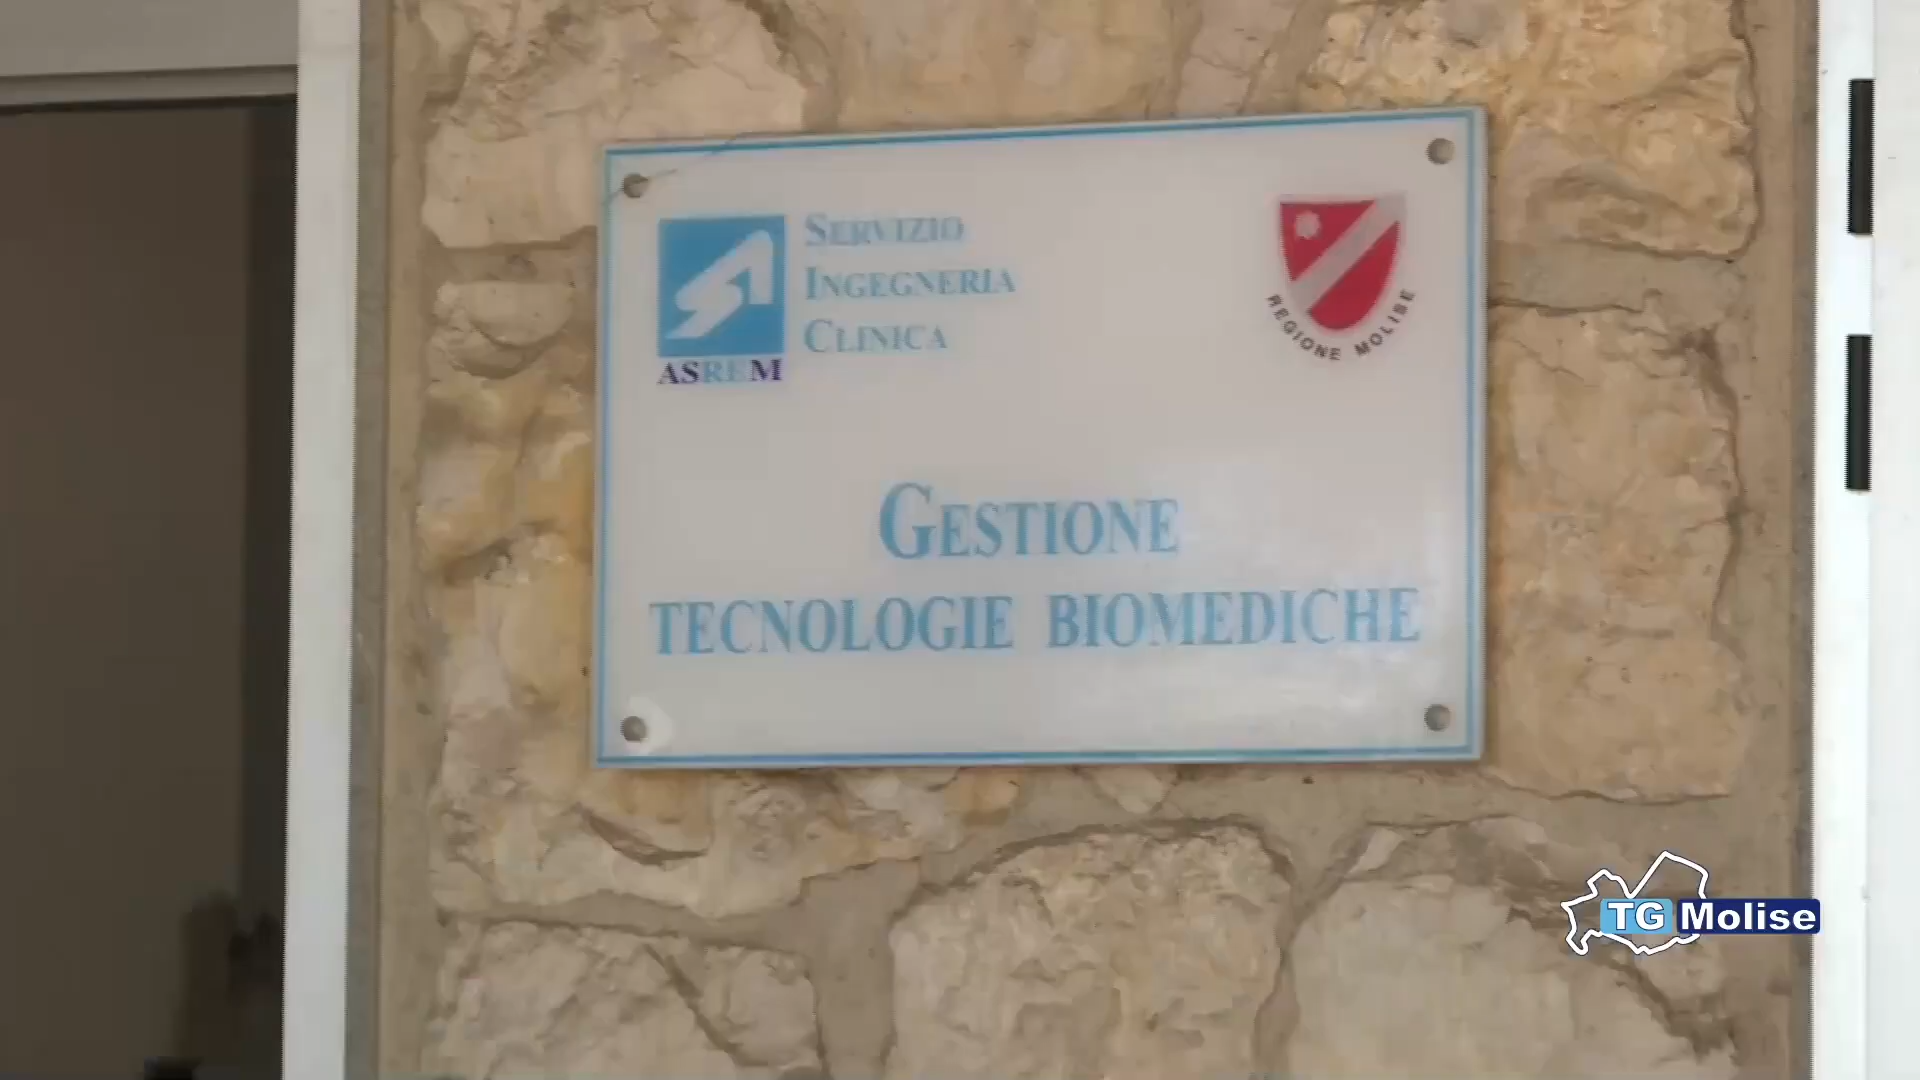 SERVIZIO
INGEGNERIA
CLINICA
ASREM
REGIONE MOLISE
GESTIONE
TECNOLOGIE BIOMEDICHE
TG Molise